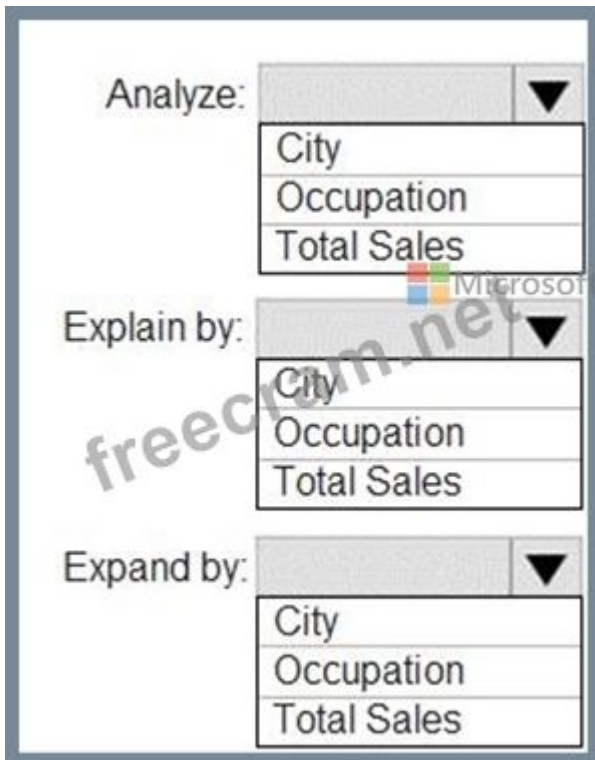 Analyze:
City
Occupation
Total Sales
Microsoft
Explain by:
City
Occupation
Total Sales
freecram.net
Expand by:
City
Occupation
Total Sales